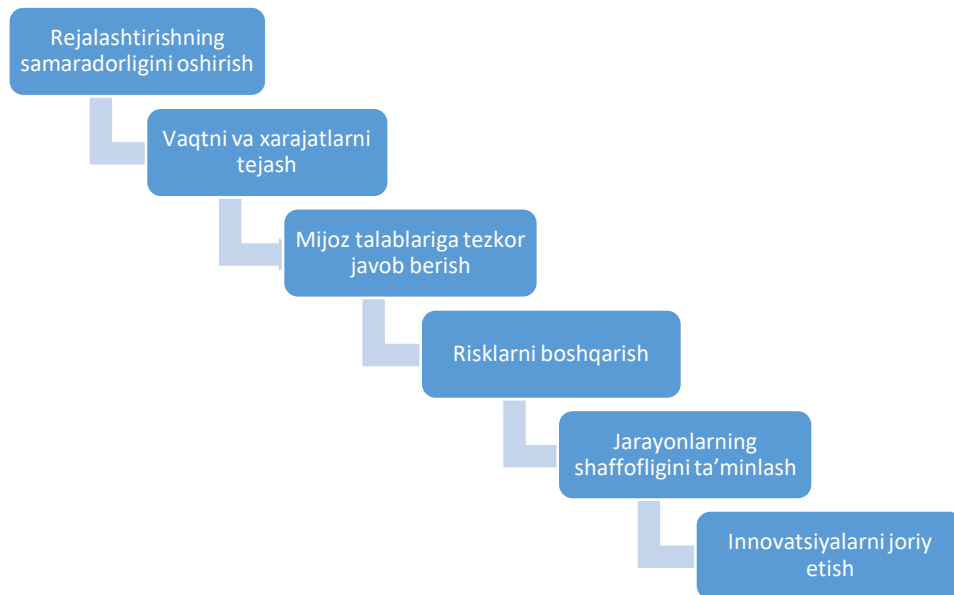 Rejalashtirishning
samaradorligini oshirish
Vaqtni va xarajatlarni
tejash
Mijoz talablariga tezkor
javob berish
Risklarni boshqarish
Jarayonlarning
shaffofligini ta’minlash
Innovatsiyalarni joriy
etish